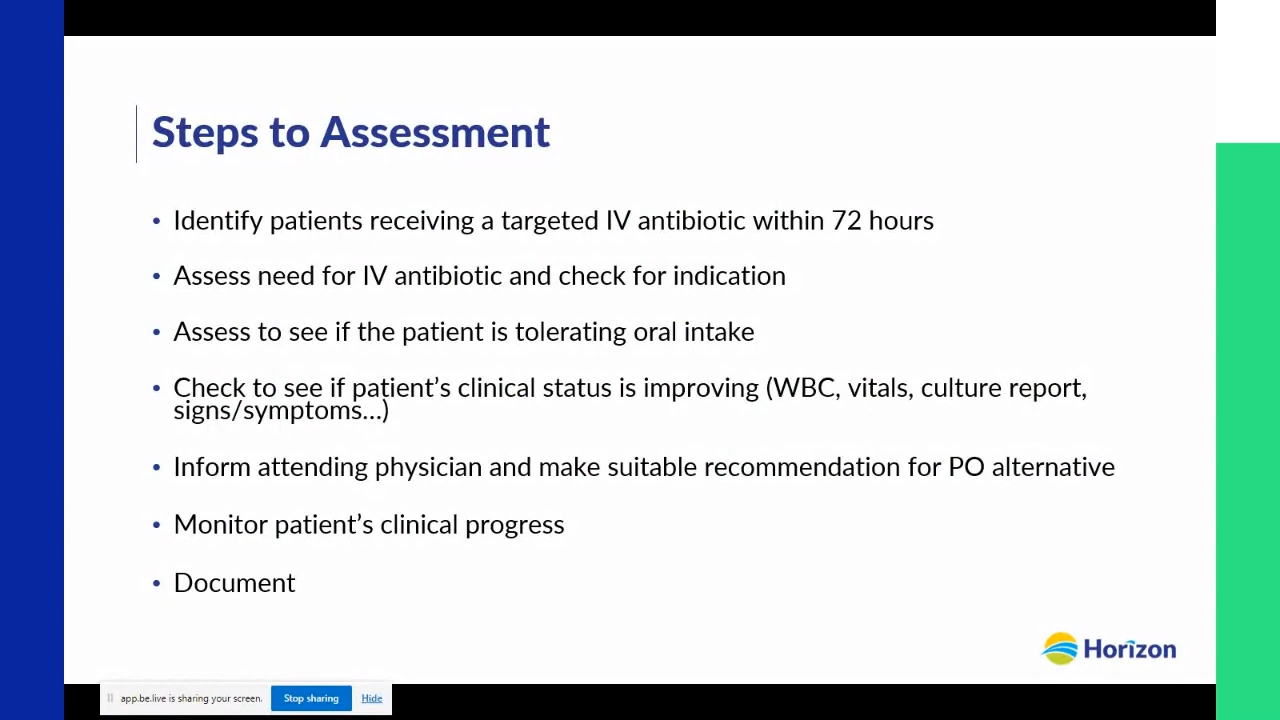 Steps to Assessment
• Identify patients receiving a targeted IV antibiotic within 72 hours
• Assess need for IV antibiotic and check for indication
• Assess to see if the patient is tolerating oral intake
• Check to see if patient’s clinical status is improving (WBC, vitals, culture report,
signs/symptoms…)
• Inform attending physician and make suitable recommendation for PO alternative
• Monitor patient’s clinical progress
• Document
Horizon
app.be.live is sharing your screen. Stop sharing Hide